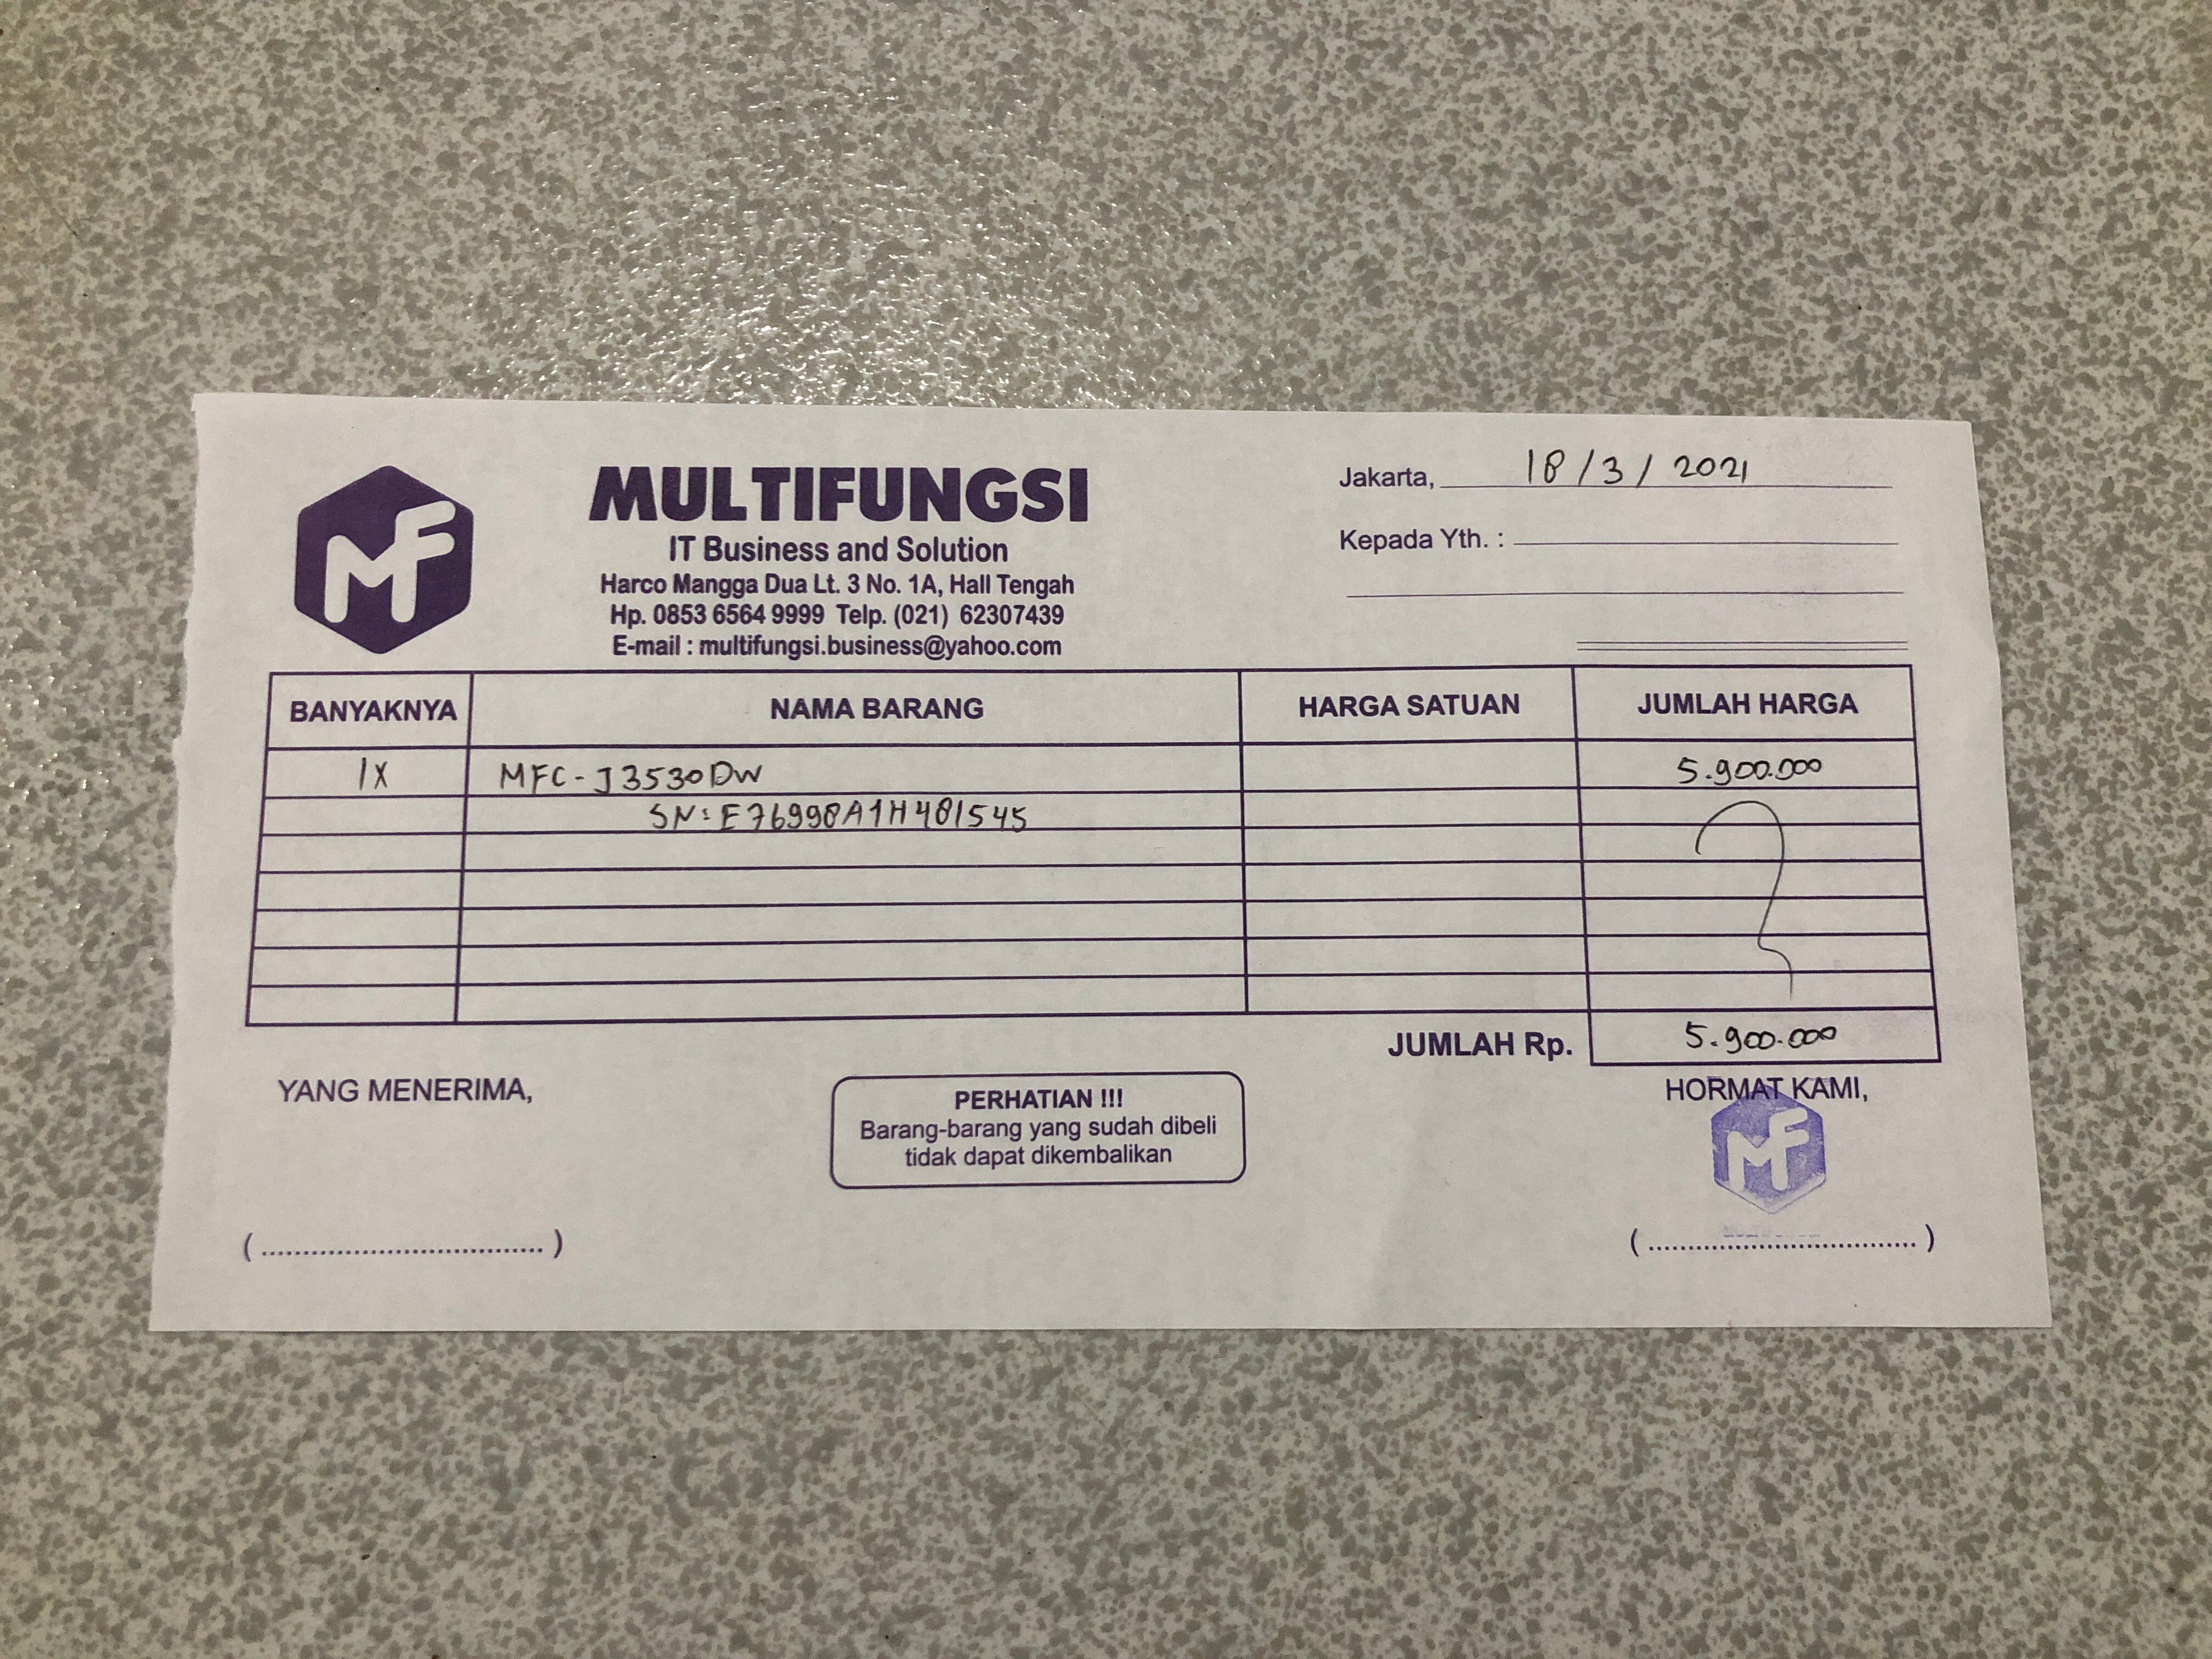 MF
MULTIFUNGSI
IT Business and Solution
Harco Mangga Dua Lt. 3 No. 1A, Hall Tengah
Hp. 0853 6564 9999 Telp. (021) 62307439
E-mail : multifungsi.business@yahoo.com
Jakarta, 18/3/2021
Kepada Yth. :
BANYAKNYA NAMA BARANG HARGA SATUAN JUMLAH HARGA
1X MFC-J3530DW 5.900.000
SN: E76998A1H481545
JUMLAH Rp. 5.900.000
YANG MENERIMA,
PERHATIAN !!!
Barang-barang yang sudah dibeli
tidak dapat dikembalikan
HORMAT KAMI,
MF
(..................................)
(..................................)